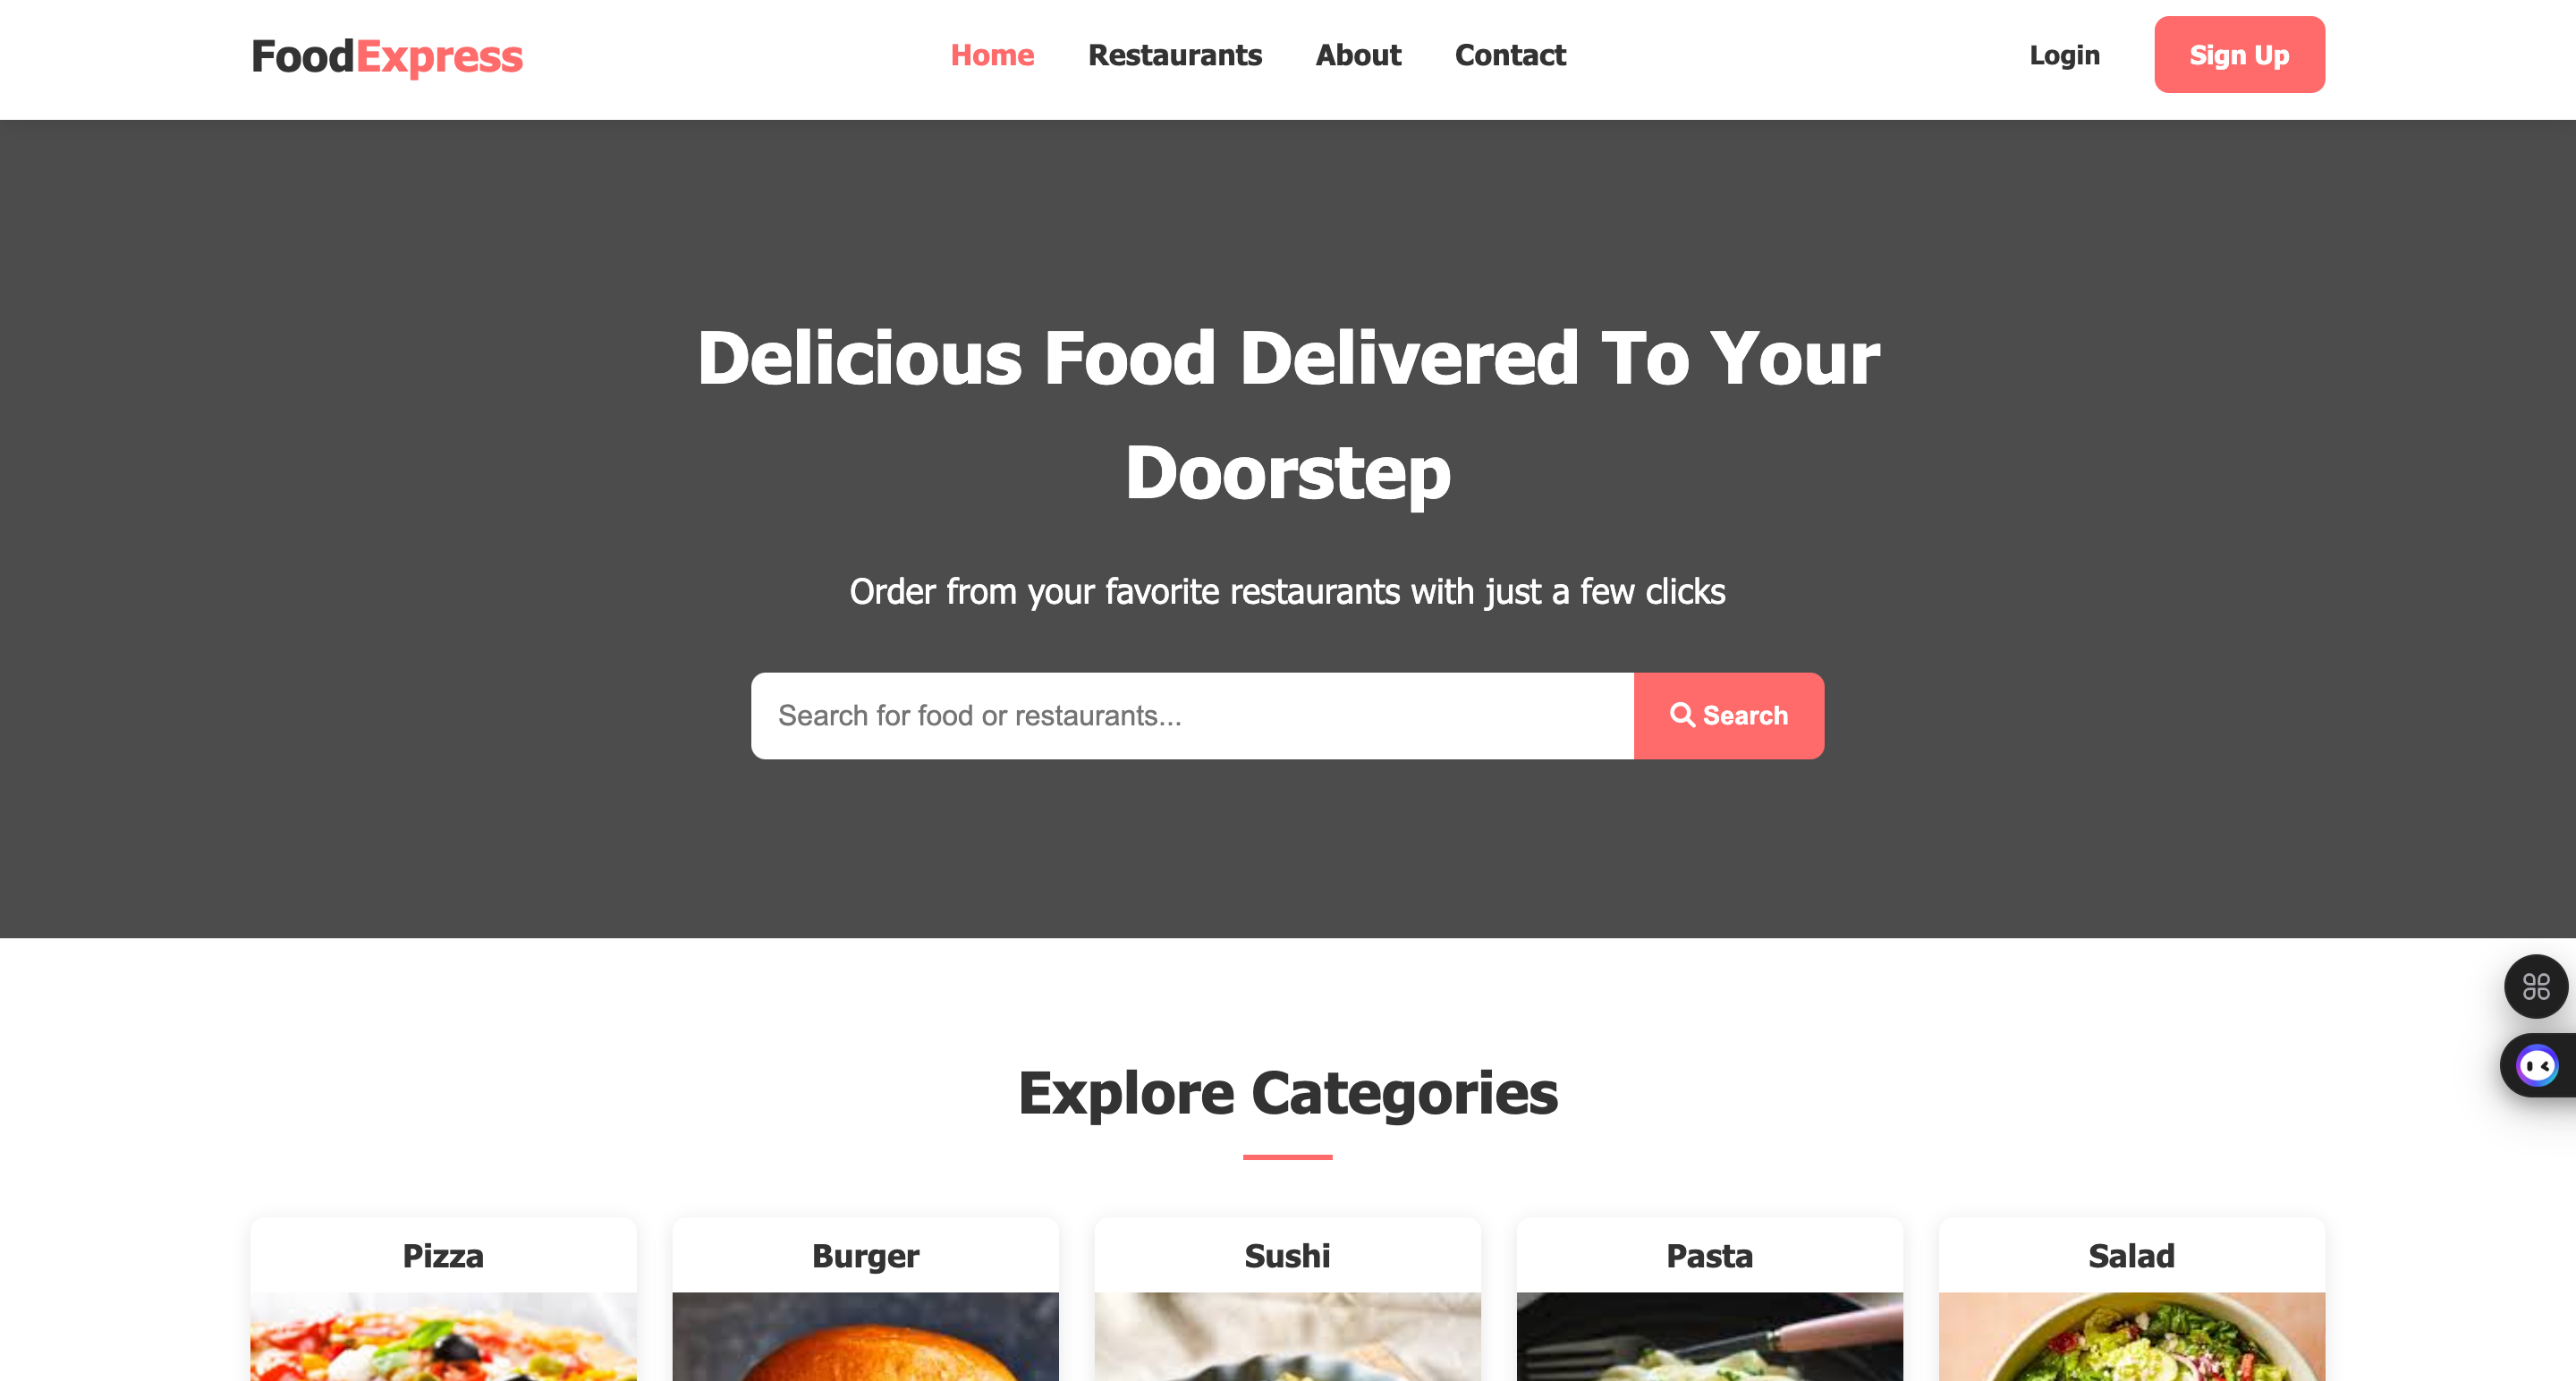 FoodExpress
Home Restaurants About Contact
Login Sign Up
Delicious Food Delivered To Your
Doorstep
Order from your favorite restaurants with just a few clicks
Search for food or restaurants...
Search
Explore Categories
Pizza
Burger
Sushi
Pasta
Salad